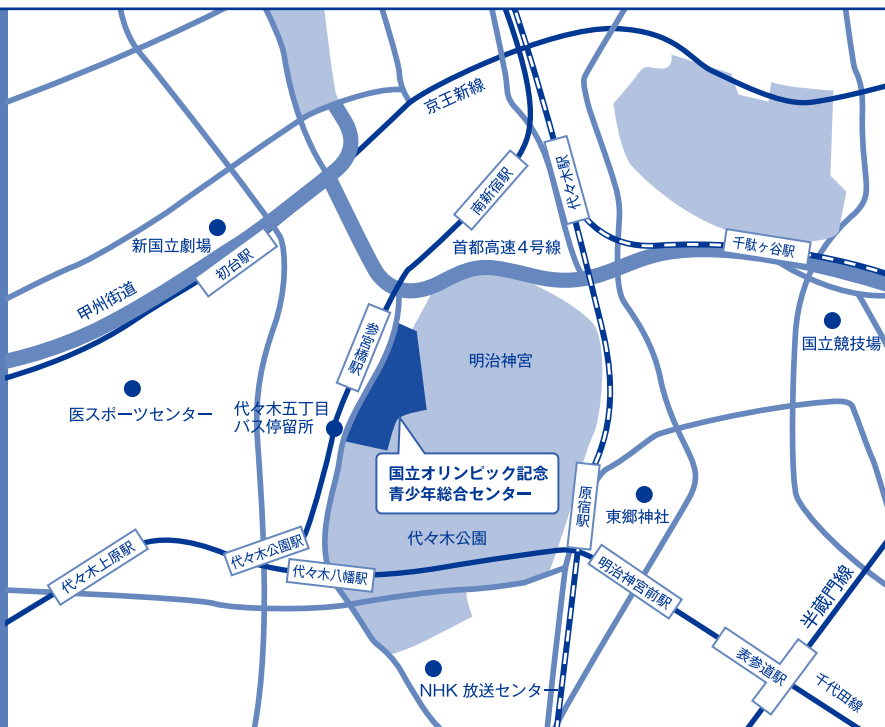 京王新線
代々木駅
南新宿駅
新国立劇場
初台駅
首都高速4号線
千駄ヶ谷駅
甲州街道
参宮橋駅
明治神宮
国立競技場
医スポーツセンター
代々木五丁目
バス停留所
国立オリンピック記念
青少年総合センター
原宿駅
東郷神社
代々木公園
代々木上原駅
代々木公園駅
代々木八幡駅
明治神宮前駅
半蔵門線
表参道駅
千代田線
NHK 放送センター